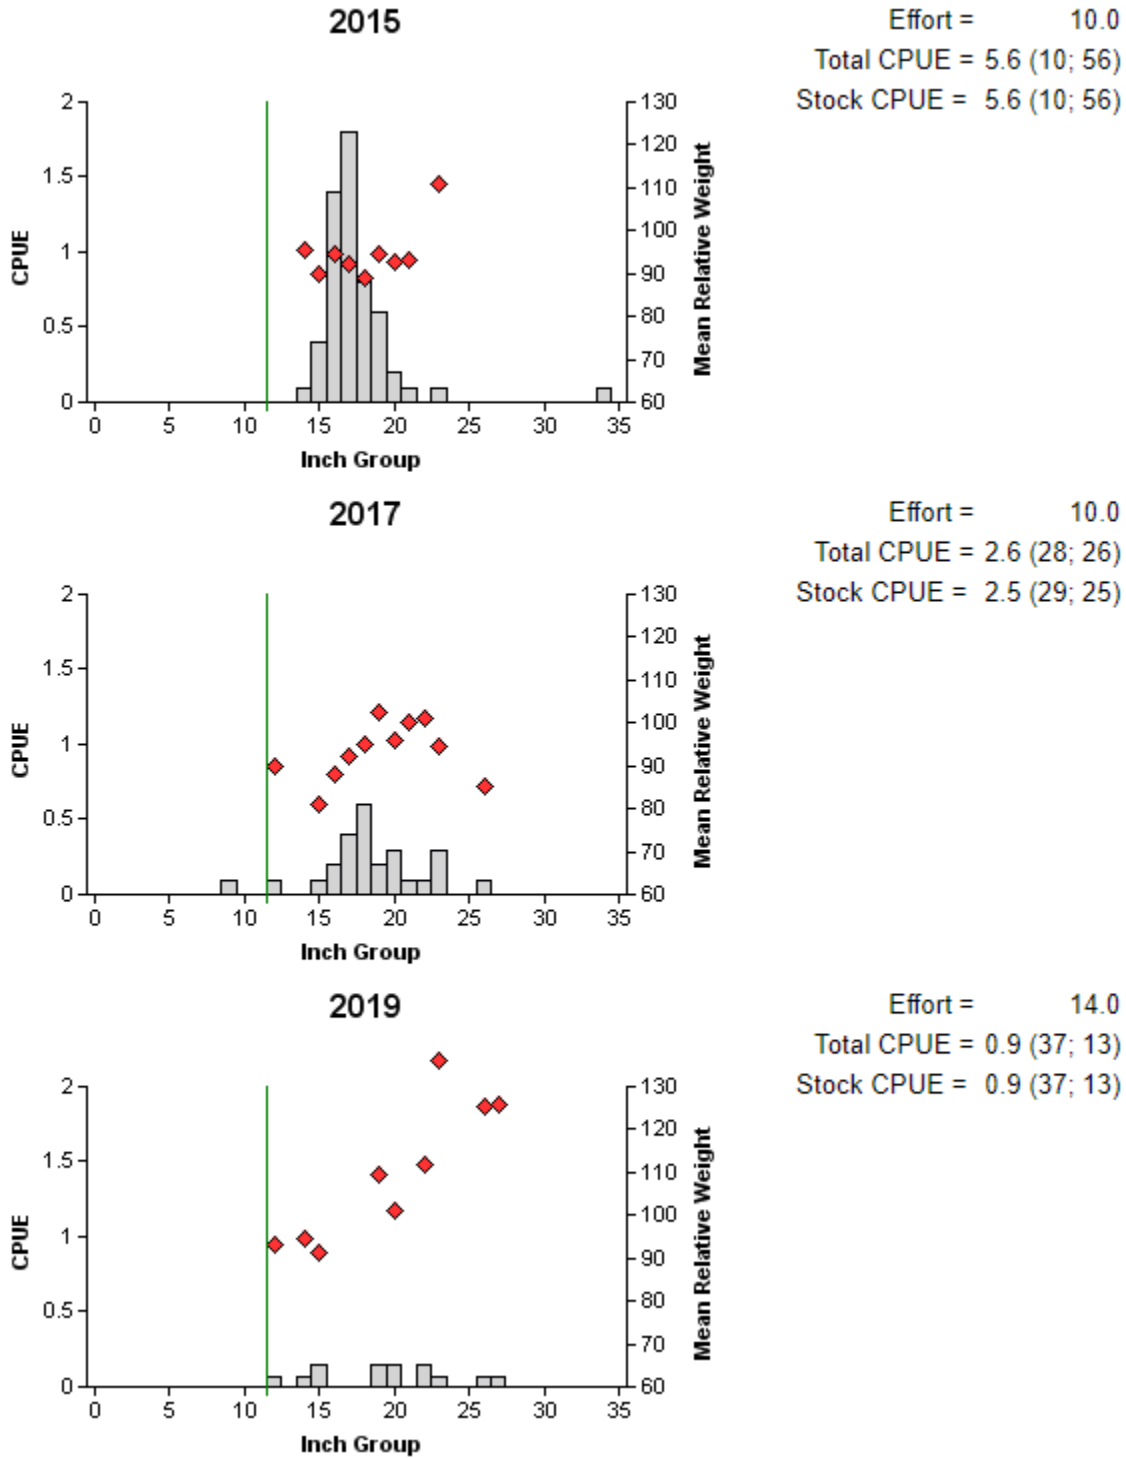 2015
Effort = 10.0
Total CPUE = 5.6 (10; 56)
Stock CPUE = 5.6 (10; 56)
2 130
120
1.5 110
100
1 90
80
0.5 70
0 60
CPUE
Mean Relative Weight
0 5 10 15 20 25 30 35
Inch Group
2017
Effort = 10.0
Total CPUE = 2.6 (28; 26)
Stock CPUE = 2.5 (29; 25)
2 130
120
1.5 110
100
1 90
80
0.5 70
0 60
CPUE
Mean Relative Weight
0 5 10 15 20 25 30 35
Inch Group
2019
Effort = 14.0
Total CPUE = 0.9 (37; 13)
Stock CPUE = 0.9 (37; 13)
2 130
120
1.5 110
100
1 90
80
0.5 70
0 60
CPUE
Mean Relative Weight
0 5 10 15 20 25 30 35
Inch Group